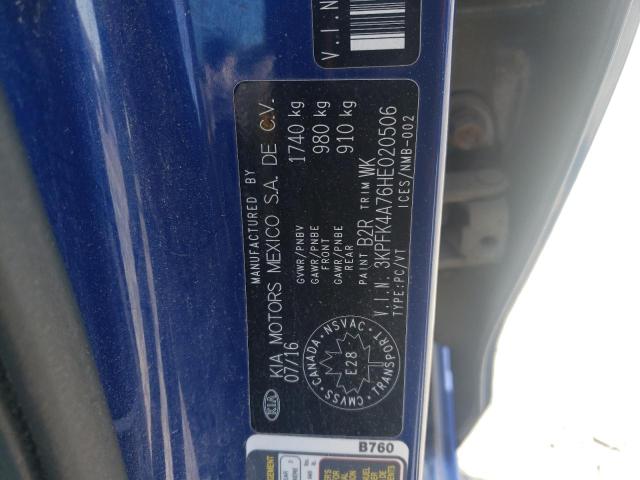 V.I.N
MANUFACTURED BY
KIA MOTORS MEXICO S.A. DE C.V.
07/16
GVWR/PNBV 1740 kg
GAWR/PNBE FRONT 980 kg
GAWR/PNBE REAR 910 kg
PAINT B2R TRIM WK
V.I.N: 3KPFK4A76HE020506
TYPE:PC/VT ICES/NMB-002
CANADA NSVAC
E28
CMVSS TRANSPORT
KIA
B760